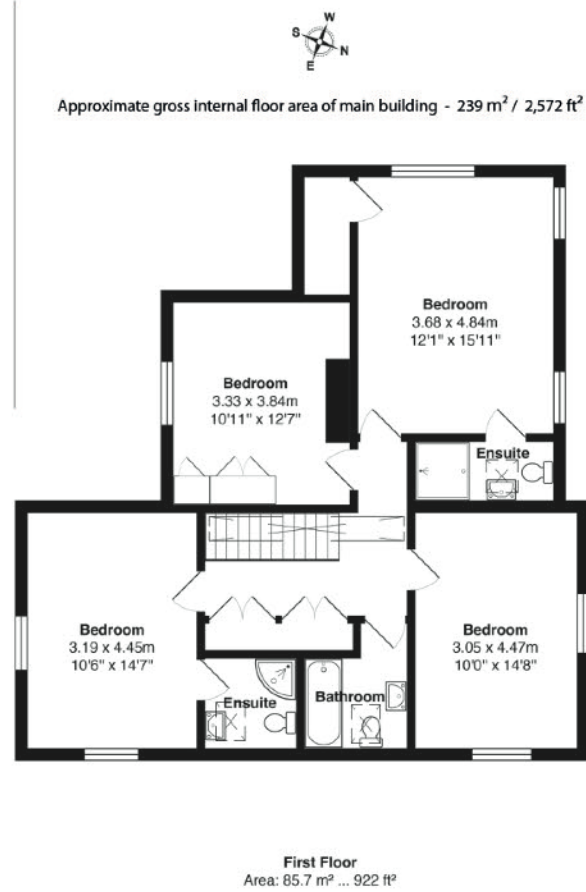 W
S
N
E
Approximate gross internal floor area of main building - 239 m² / 2,572 ft²
Bedroom
3.68 x 4.84m
12'1" x 15'11"
Bedroom
3.33 x 3.84m
10'11" x 12'7"
Ensuite
Bedroom
3.19 x 4.45m
10'6" x 14'7"
Bedroom
3.05 x 4.47m
10'0" x 14'8"
Ensuite
Bathroom
First Floor
Area: 85.7 m² ... 922 ft²